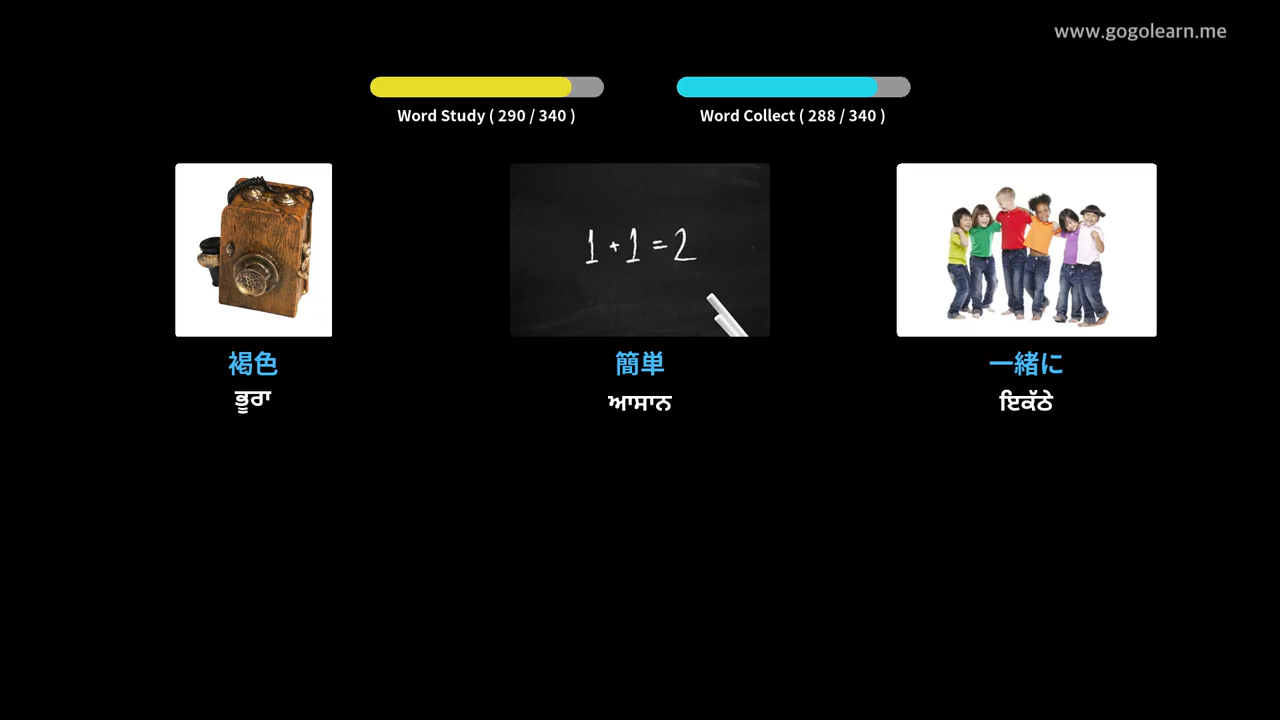 www.gogolearn.me
Word Study ( 290 / 340 )
Word Collect ( 288 / 340 )
1 + 1 = 2
褐色
簡単
一緒に
ਭੂਰਾ
ਆਸਾਨ
ਇਕੱਠੇ